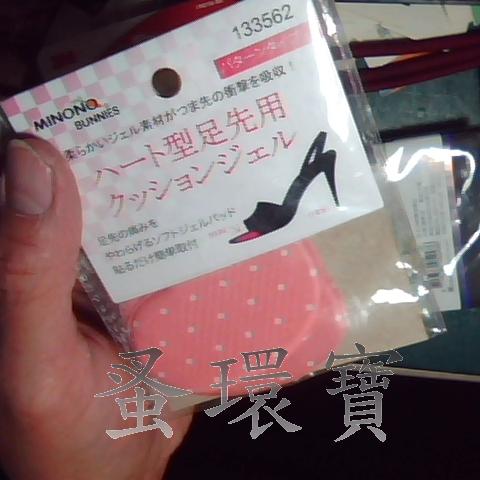 133562
パターンタイプ
MINONO
BUNNIES
柔らかいジェル素材がつま先の衝撃を吸収!
ハート型足先用
クッションジェル
足先の痛みを
やわらげるソフトジェルパッド
貼るだけ簡単取付
蚤環寶